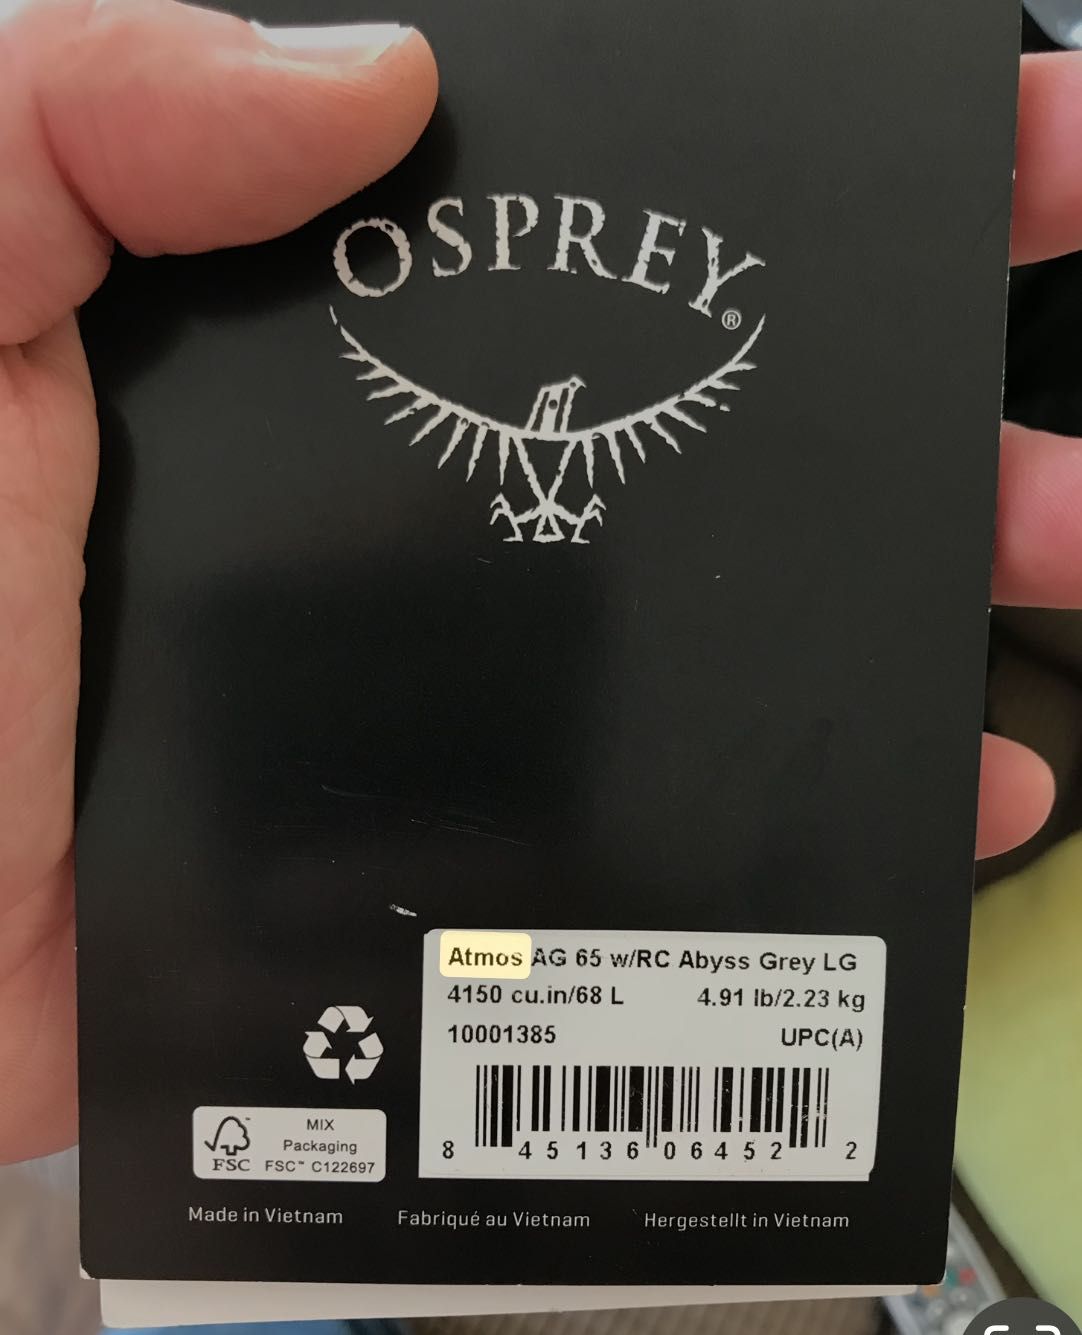 OSPREY®
Atmos AG 65 w/RC Abyss Grey LG
4150 cu.in/68 L 4.91 lb/2.23 kg
10001385 UPC(A)
8 45136 06452 2
MIX
Packaging
FSC FSC™ C122697
Made in Vietnam Fabriqué au Vietnam Hergestellt in Vietnam